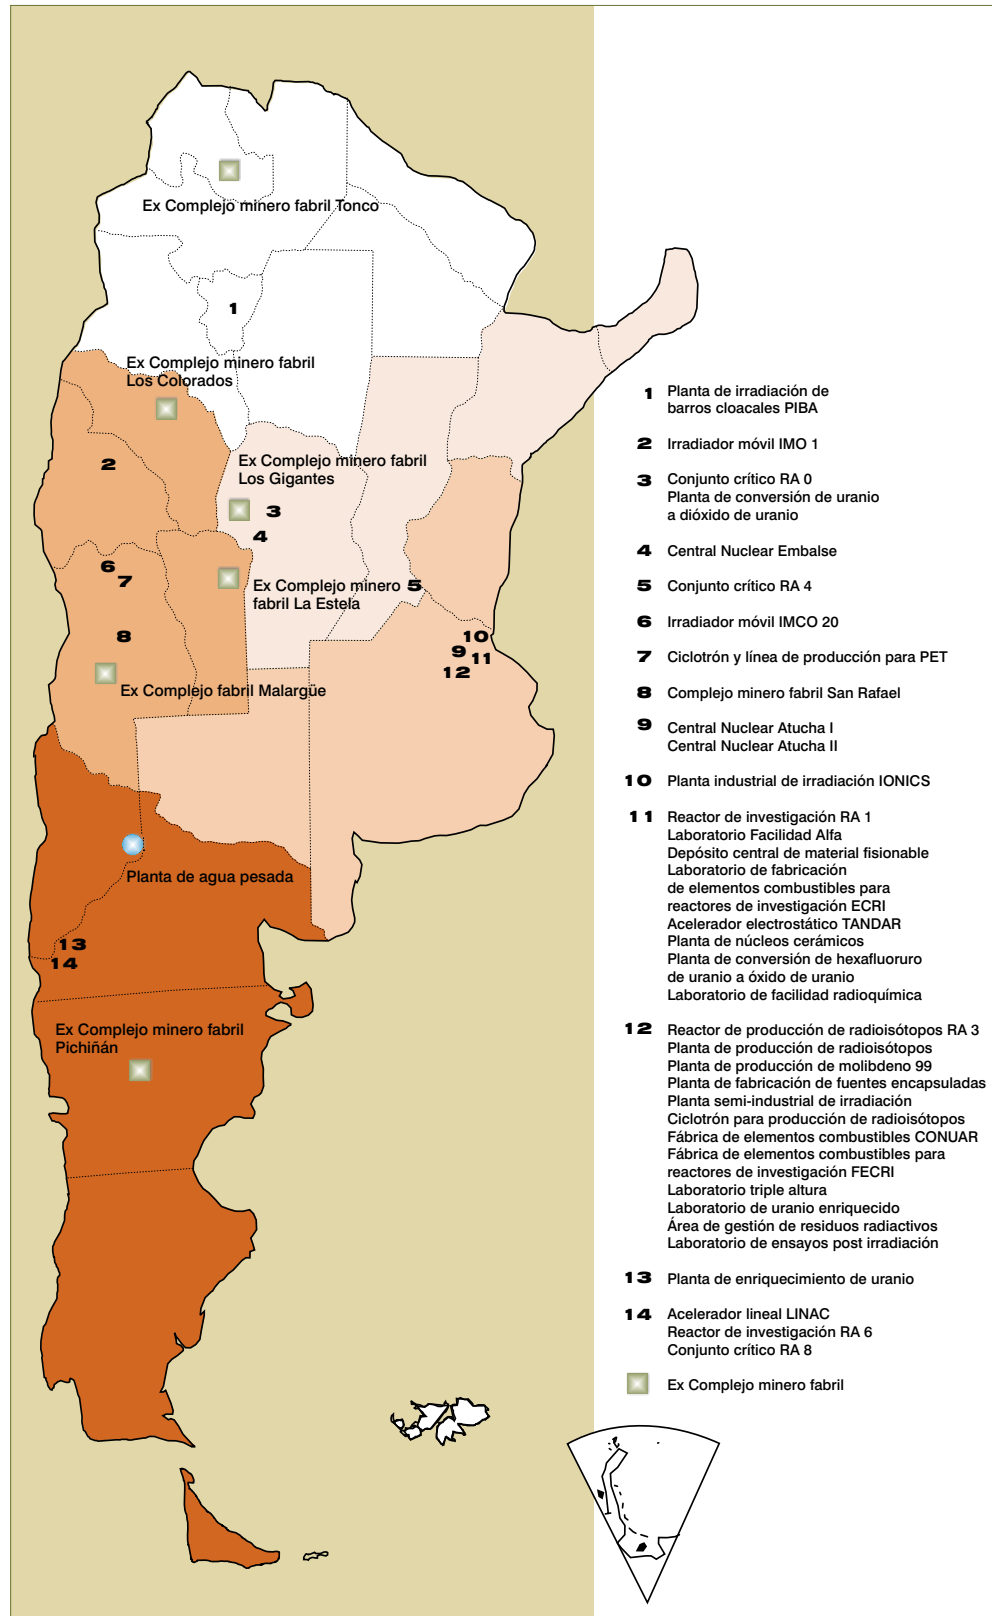 Ex Complejo minero fabril Tonco
1
Ex Complejo minero fabril
Los Colorados
2
Ex Complejo minero fabril
Los Gigantes
3
4
6
7
Ex Complejo minero
fabril La Estela
5
8
10
9
11
12
Ex Complejo fabril Malargüe
Planta de agua pesada
13
14
Ex Complejo minero fabril
Pichiñán
1 Planta de irradiación de
barros cloacales PIBA
2 Irradiador móvil IMO 1
3 Conjunto crítico RA 0
Planta de conversión de uranio
a dióxido de uranio
4 Central Nuclear Embalse
5 Conjunto crítico RA 4
6 Irradiador móvil IMCO 20
7 Ciclotrón y línea de producción para PET
8 Complejo minero fabril San Rafael
9 Central Nuclear Atucha I
Central Nuclear Atucha II
10 Planta industrial de irradiación IONICS
11 Reactor de investigación RA 1
Laboratorio Facilidad Alfa
Depósito central de material fisionable
Laboratorio de fabricación
de elementos combustibles para
reactores de investigación ECRI
Acelerador electrostático TANDAR
Planta de núcleos cerámicos
Planta de conversión de hexafluoruro
de uranio a óxido de uranio
Laboratorio de facilidad radioquímica
12 Reactor de producción de radioisótopos RA 3
Planta de producción de radioisótopos
Planta de producción de molibdeno 99
Planta de fabricación de fuentes encapsuladas
Planta semi-industrial de irradiación
Ciclotrón para producción de radioisótopos
Fábrica de elementos combustibles CONUAR
Fábrica de elementos combustibles para
reactores de investigación FECRI
Laboratorio triple altura
Laboratorio de uranio enriquecido
Área de gestión de residuos radiactivos
Laboratorio de ensayos post irradiación
13 Planta de enriquecimiento de uranio
14 Acelerador lineal LINAC
Reactor de investigación RA 6
Conjunto crítico RA 8
Ex Complejo minero fabril